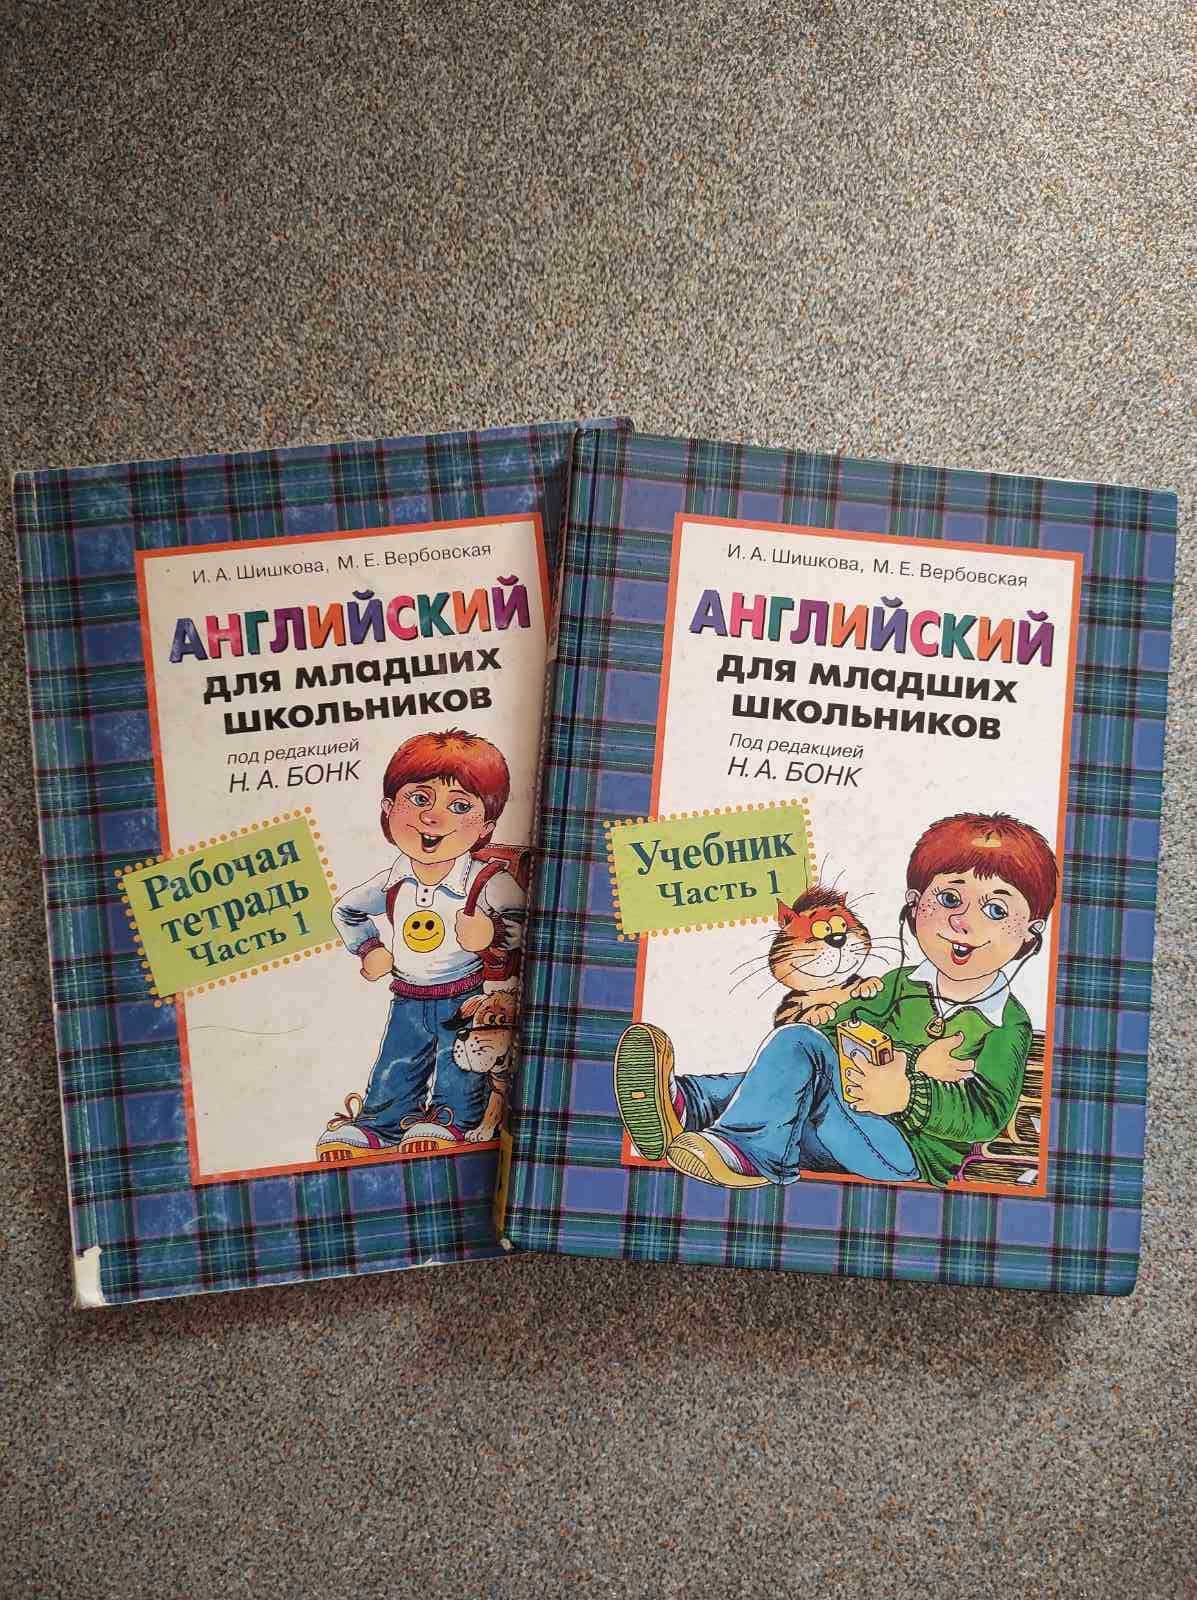 И. А. Шишкова, М. Е. Вербовская
АНГЛИЙСКИЙ
для младших
школьников
под редакцией
Н. А. БОНК
Рабочая
тетрадь
Часть 1
И. А. Шишкова, М. Е. Вербовская
АНГЛИЙСКИЙ
для младших
школьников
Под редакцией
Н. А. БОНК
Учебник
Часть 1